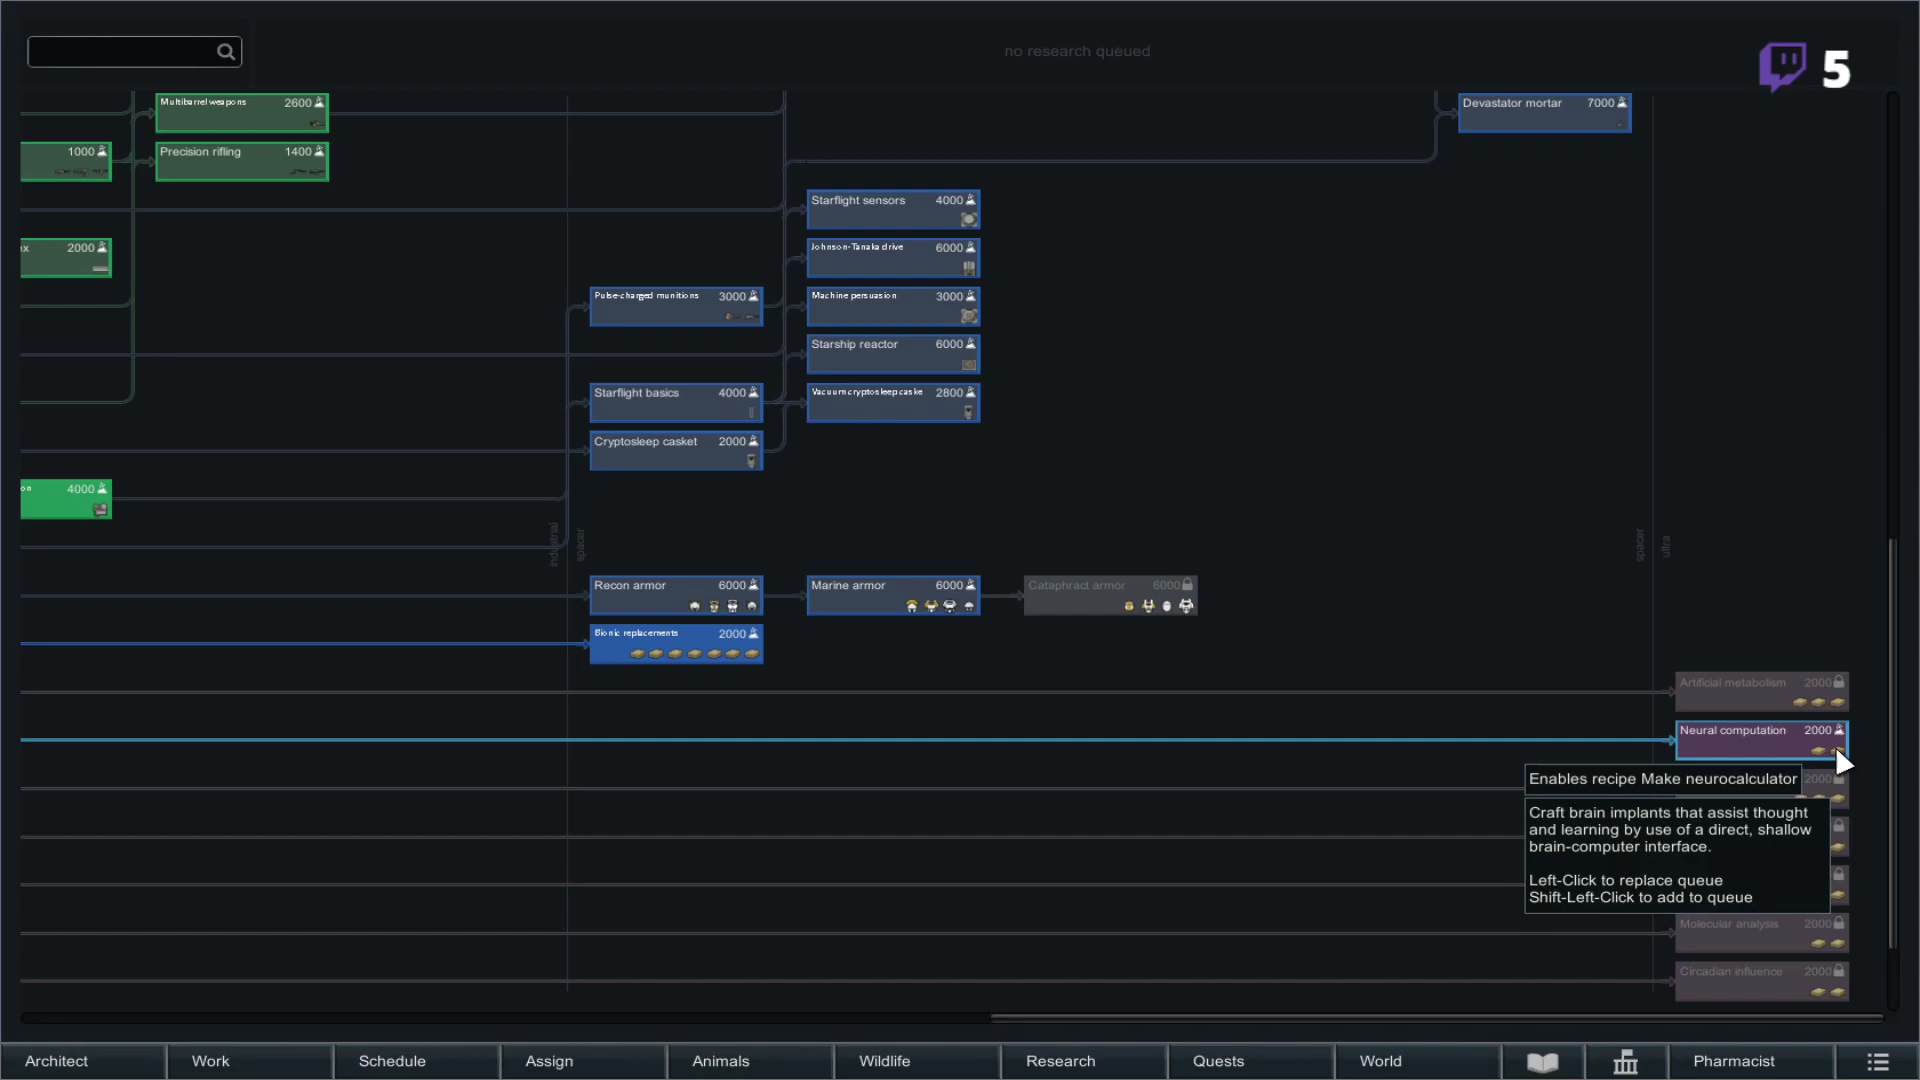 no research queued
5
Multibarrel weapons 2600
Devastator mortar 7000
1000
Precision rifling 1400
Starflight sensors 4000
x 2000
Johnson-Tanaka drive 6000
Pulse-charged munitions 3000
Machine persuasion 3000
Starship reactor 6000
Starflight basics 4000
Vacuum cryptosleep caske 2800
Cryptosleep casket 2000
on 4000
industrial
spacer
spacer
ultra
Recon armor 6000
Marine armor 6000
Cataphract armor 6000
Bionic replacements 2000
Artificial metabolism 2000
Neural computation 2000
Enables recipe Make neurocalculator
2000
Craft brain implants that assist thought
and learning by use of a direct, shallow
brain-computer interface.
Left-Click to replace queue
Shift-Left-Click to add to queue
Molecular analysis 2000
Circadian influence 2000
Architect
Work
Schedule
Assign
Animals
Wildlife
Research
Quests
World
Pharmacist